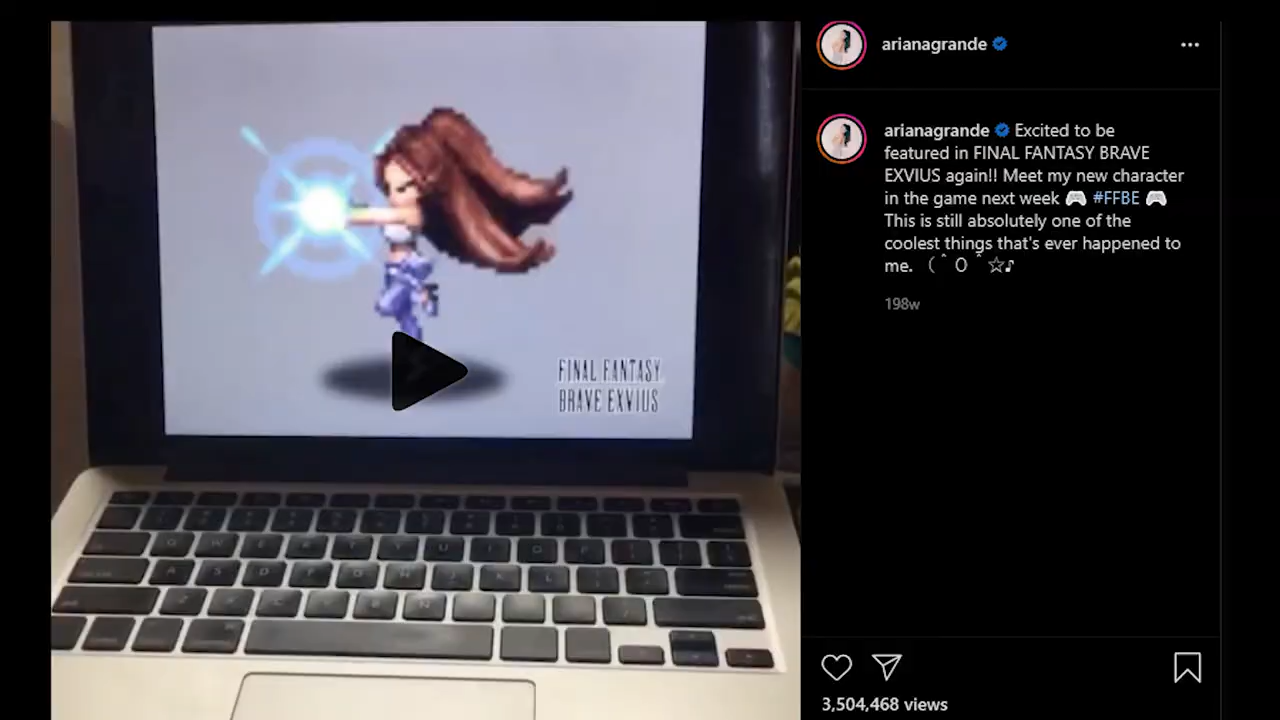 FINAL FANTASY
BRAVE EXVIUS
arianagrande
arianagrande Excited to be
featured in FINAL FANTASY BRAVE
EXVIUS again!! Meet my new character
in the game next week 🎮 #FFBE 🎮
This is still absolutely one of the
coolest things that's ever happened to
me. （ˆ O ˆ☆♪
198w
3,504,468 views